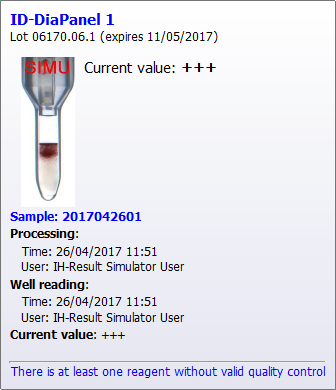 ID-DiaPanel 1
Lot 06170.06.1 (expires 11/05/2017)
SIMU
Current value: +++
Sample: 2017042601
Processing:
Time: 26/04/2017 11:51
User: IH-Result Simulator User
Well reading:
Time: 26/04/2017 11:51
User: IH-Result Simulator User
Current value: +++
There is at least one reagent without valid quality control